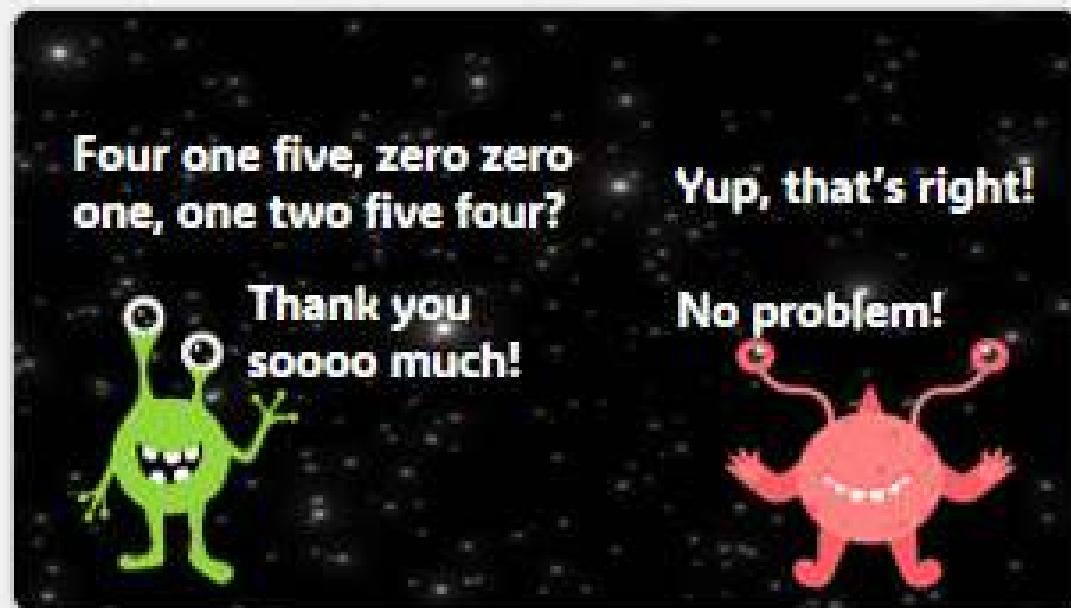 Four one five, zero zero
one, one two five four?
Yup, that's right!
Thank you
soooo much!
No problem!